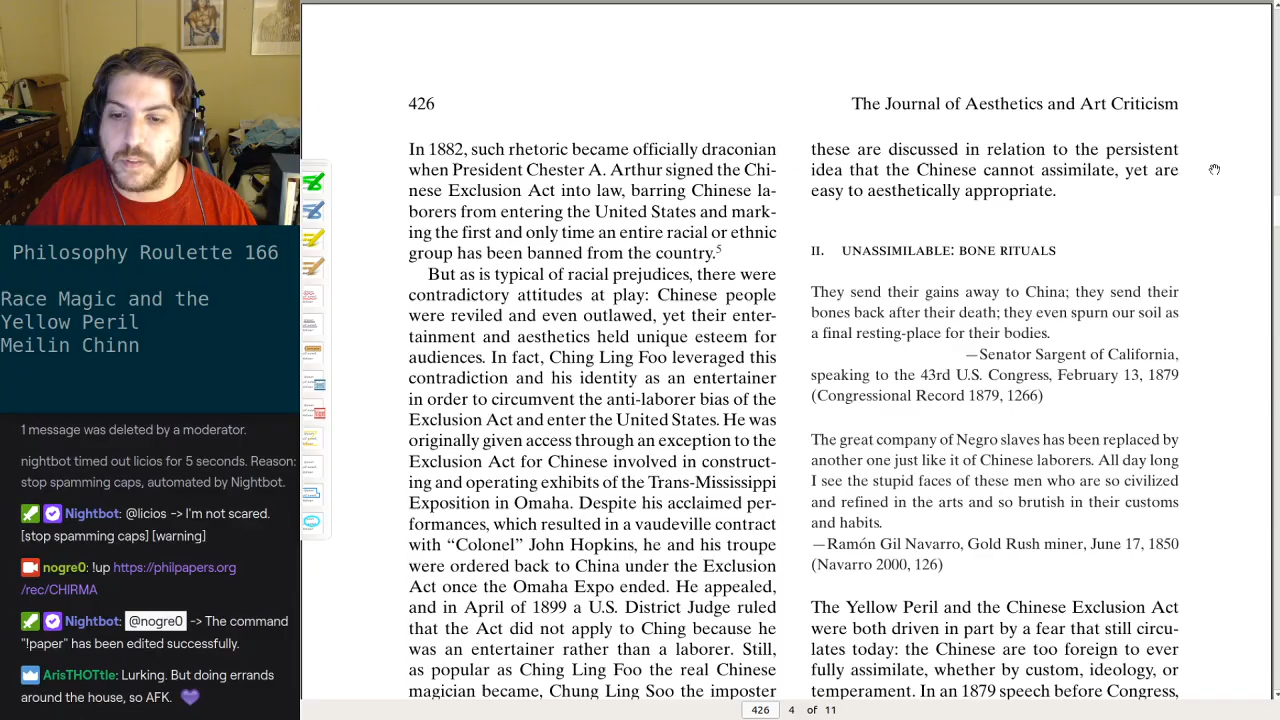 Philosophy Roulette 166
Race Magic and the
Yellow Peril
Meilin Chinn
1 message was deleted by a moderator.
stop spamming caps, automated by Nightbot.
Nightbot: @licios -> I'm not scared.
[stop spamming caps] [warning]
nogre0: !up https://philpapers.org
/rec/CHIRMA
Nightbot: @nogre0 -> The command
"!paper" has been edited successfully.
ArisTHOTtle: Lurking. But doing errands
around the house, so AFK.
426
The Journal of Aesthetics and Art Criticism
In 1882, such rhetoric became officially draconian
when President Chester A. Arthur signed the Chi-
nese Exclusion Act into law, barring Chinese la-
borers from entering the United States and mark-
ing the first and only time an entire racial or ethnic
group has been banned from the country.5
But as is typical of racial prejudices, there were
contradictory attitudes at play. Chinese people
were reviled and even outlawed, yet their enter-
tainments and aesthetics held unique esteem for
audiences. In fact, Ching Ling Foo leveraged this
contradiction and his identity as an entertainer
in order to circumvent the anti-laborer bias of the
Exclusion Act and enter the United States. Foo was
originally given access through an exception to the
Exclusion Act for Chinese involved in construct-
ing and operating exhibits of the Trans-Mississippi
Exposition in Omaha. Despite his acclaimed per-
formances, which resulted in a vaudeville contract
with “Colonel” John Hopkins, he and his troupe
were ordered back to China under the Exclusion
Act once the Omaha Expo ended. He appealed,
and in April of 1899 a U.S. District Judge ruled
that the Act did not apply to Ching because he
was an entertainer rather than a laborer. Still,
as popular as Ching Ling Foo the real Chinese
magician became, Chung Ling Soo the imposter
these are discussed in relation to the persistent
idea that the Chinese cannot assimilate, yet are
easy to aesthetically appropriate.
II. UNASSIMILABLE: BONE RITUALS
They send their gains away to China; they send their
bones back after their death; they even spurn our soil as
a final resting place for their bodies.
—Senator Sargent of California,
speaking to the 43rd U.S. Congress, February 13, 1879
(Congressional Record 1879, 1266)
The great company of Negritos has been replaced by
another one just like it of Chinese laborers. All day long
I see the stupid faces of these men who are so civilized
and refined in the arts and so brutish in their customs
and habits.
—Ramón Gil Navarro, Gold Rush miner, June 17, 1850
(Navarro 2000, 126)
The Yellow Peril and the Chinese Exclusion Act
were both driven in part by a fear that still circu-
lates today: the Chinese are too foreign to ever
fully assimilate, whether by custom, ideology, or
temperament. In an 1879 speech before Congress,
426 4 of 11